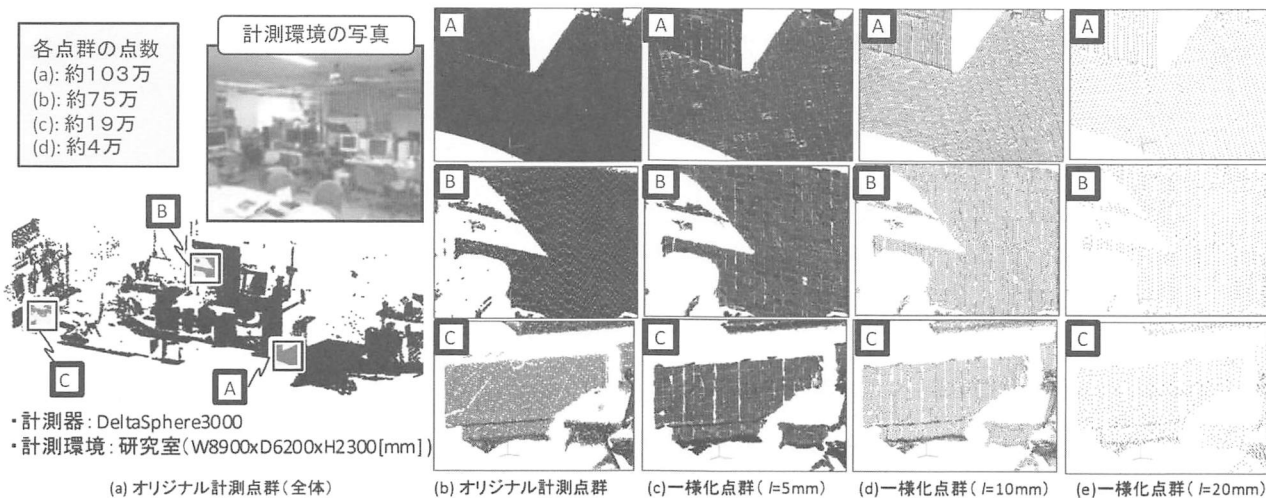 各点群の点数
(a): 約103万
(b): 約75万
(c): 約19万
(d): 約4万
計測環境の写真
B
C
A
・計測器: DeltaSphere3000
・計測環境: 研究室(W8900xD6200xH2300[mm])
(a) オリジナル計測点群(全体)
A
A
A
A
B
B
B
B
C
C
C
C
(b) オリジナル計測点群
(c)一様化点群( l=5mm)
(d)一様化点群( l=10mm)
(e)一様化点群( l=20mm)